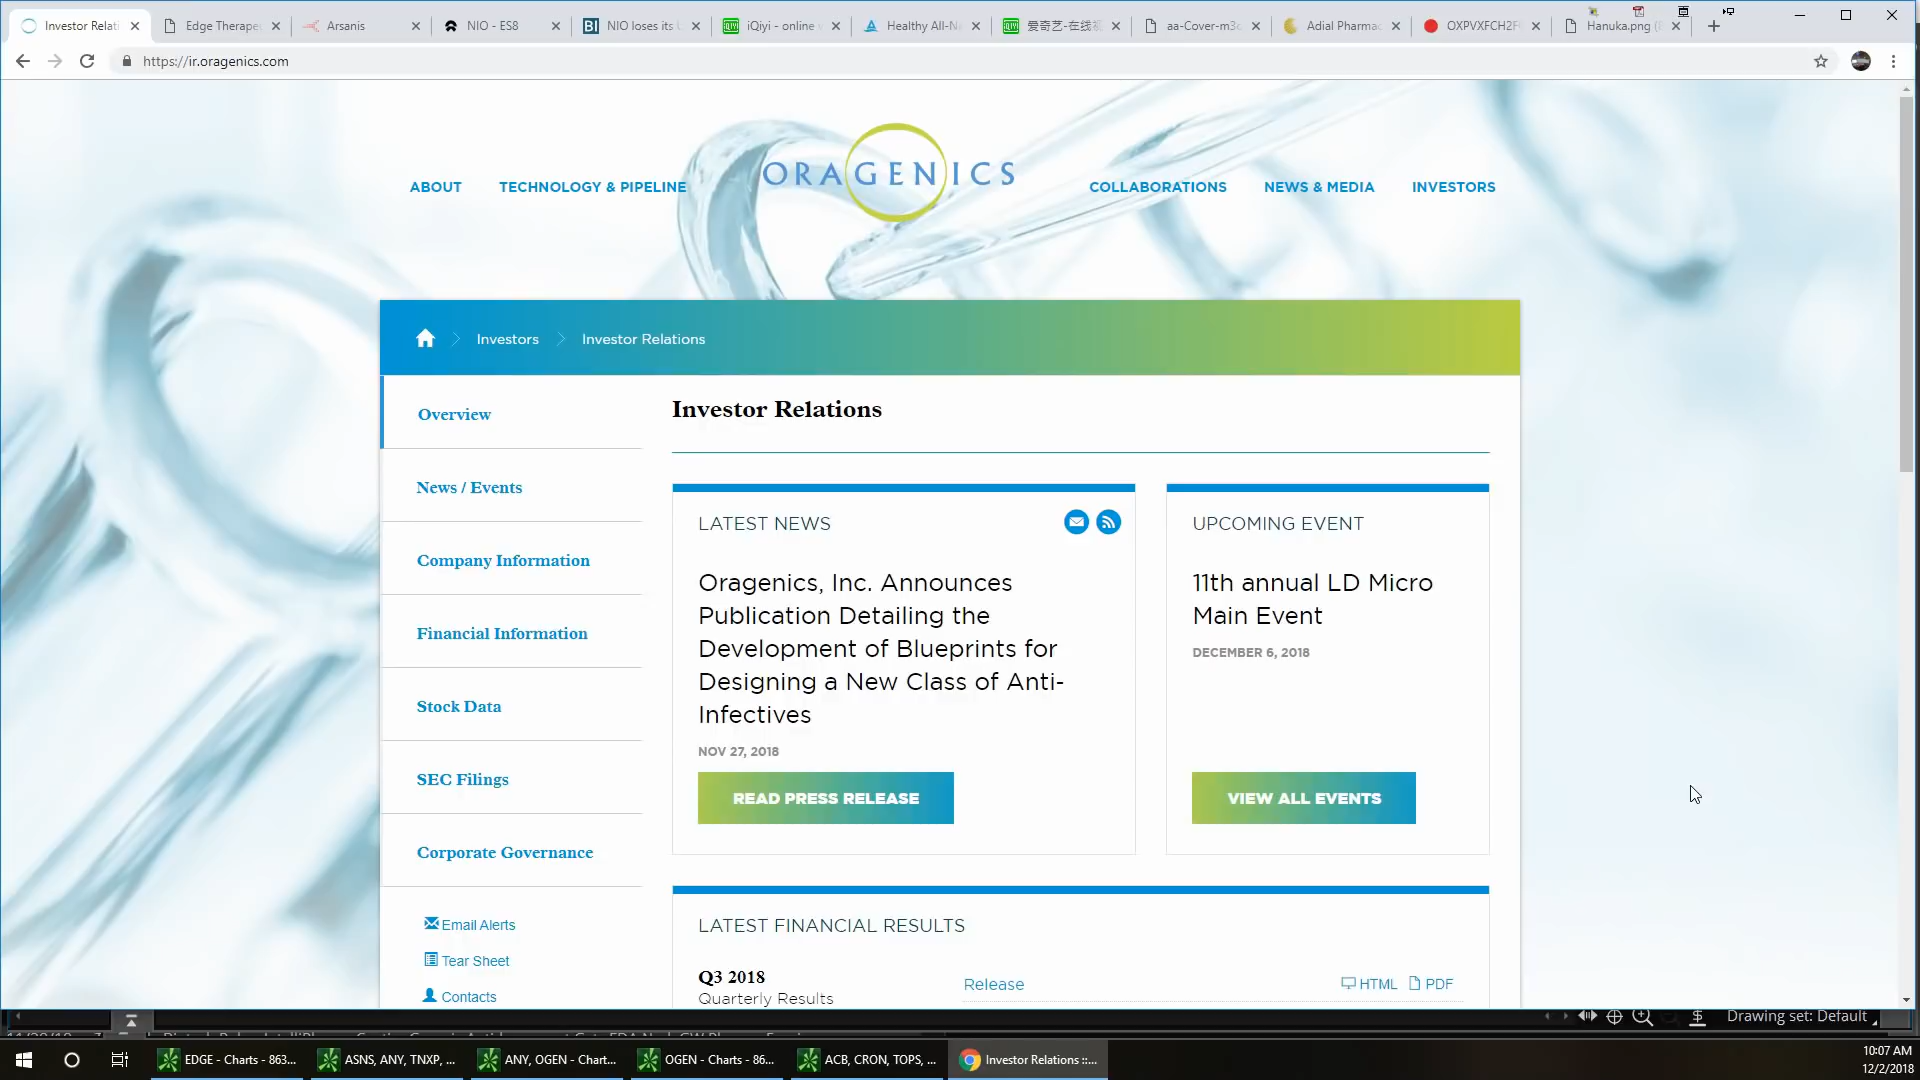 Investor Relati
Edge Therape
Arsanis
NIO - ES8
NIO loses its
iQiyi - online
Healthy All-N
爱奇艺-在线视
aa-Cover-m3
Adial Pharmac
OXPVXFCH2F
Hanuka.png
https://ir.oragenics.com
ABOUT
TECHNOLOGY & PIPELINE
ORAGENICS
COLLABORATIONS
NEWS & MEDIA
INVESTORS
Investors
Investor Relations
Overview
News / Events
Company Information
Financial Information
Stock Data
SEC Filings
Corporate Governance
Email Alerts
Tear Sheet
Contacts
Investor Relations
LATEST NEWS
Oragenics, Inc. Announces
Publication Detailing the
Development of Blueprints for
Designing a New Class of Anti-
Infectives
NOV 27, 2018
READ PRESS RELEASE
UPCOMING EVENT
11th annual LD Micro
Main Event
DECEMBER 6, 2018
VIEW ALL EVENTS
LATEST FINANCIAL RESULTS
Q3 2018
Quarterly Results
Release
HTML
PDF
Drawing set: Default
EDGE - Charts - 863...
ASNS, ANY, TNXP, ...
ANY, OGEN - Chart...
OGEN - Charts - 86...
ACB, CRON, TOPS, ...
Investor Relations ::...
10:07 AM
12/2/2018